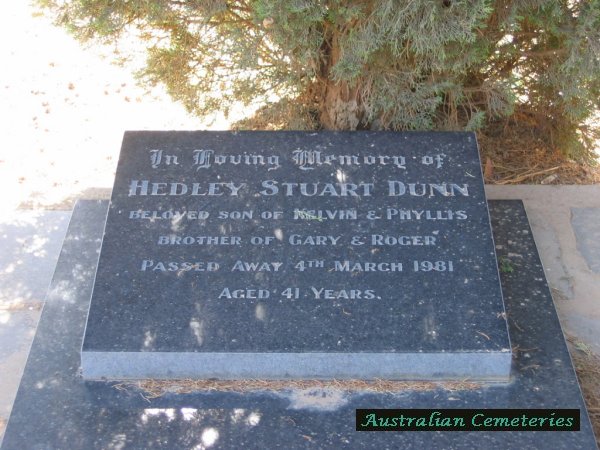 In Loving Memory of
HEDLEY STUART DUNN
BELOVED SON OF KELVIN & PHYLLIS
BROTHER OF GARY & ROGER
PASSED AWAY 4TH MARCH 1981
AGED 41 YEARS.
Australian Cemeteries